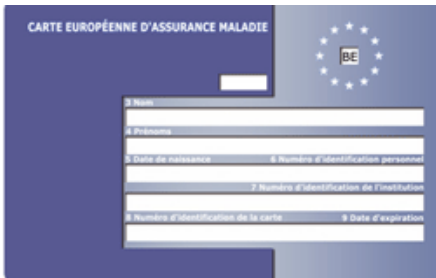 CARTE EUROPÉENNE D'ASSURANCE MALADIE
BE
3 Nom
4 Prénoms
5 Date de naissance 6 Numéro d'identification personnel
7 Numéro d'identification de l'institution
8 Numéro d'identification de la carte 9 Date d'expiration